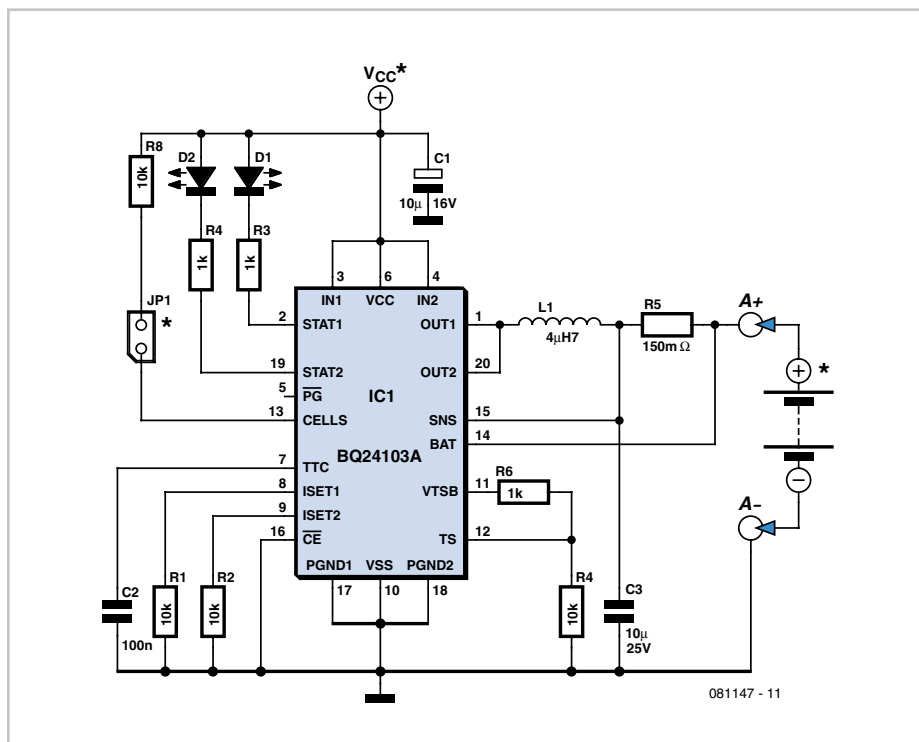 VCC*
R8
10k
D2
D1
C1
10µ 16V
R4
1k
R3
1k
JP1
*
3 6 4
IN1 VCC IN2
2 STAT1
19 STAT2
5 PG
13 CELLS
7 TTC
8 ISET1
9 ISET2
16 CE
IC1
BQ24103A
OUT1 1
OUT2 20
SNS 15
BAT 14
VTSB 11
TS 12
PGND1 VSS PGND2
17 10 18
L1
4µH7
R5
150mΩ
A+
*
A–
R6
1k
R4
10k
C3
10µ
25V
C2
100n
R1
10k
R2
10k
081147 - 11